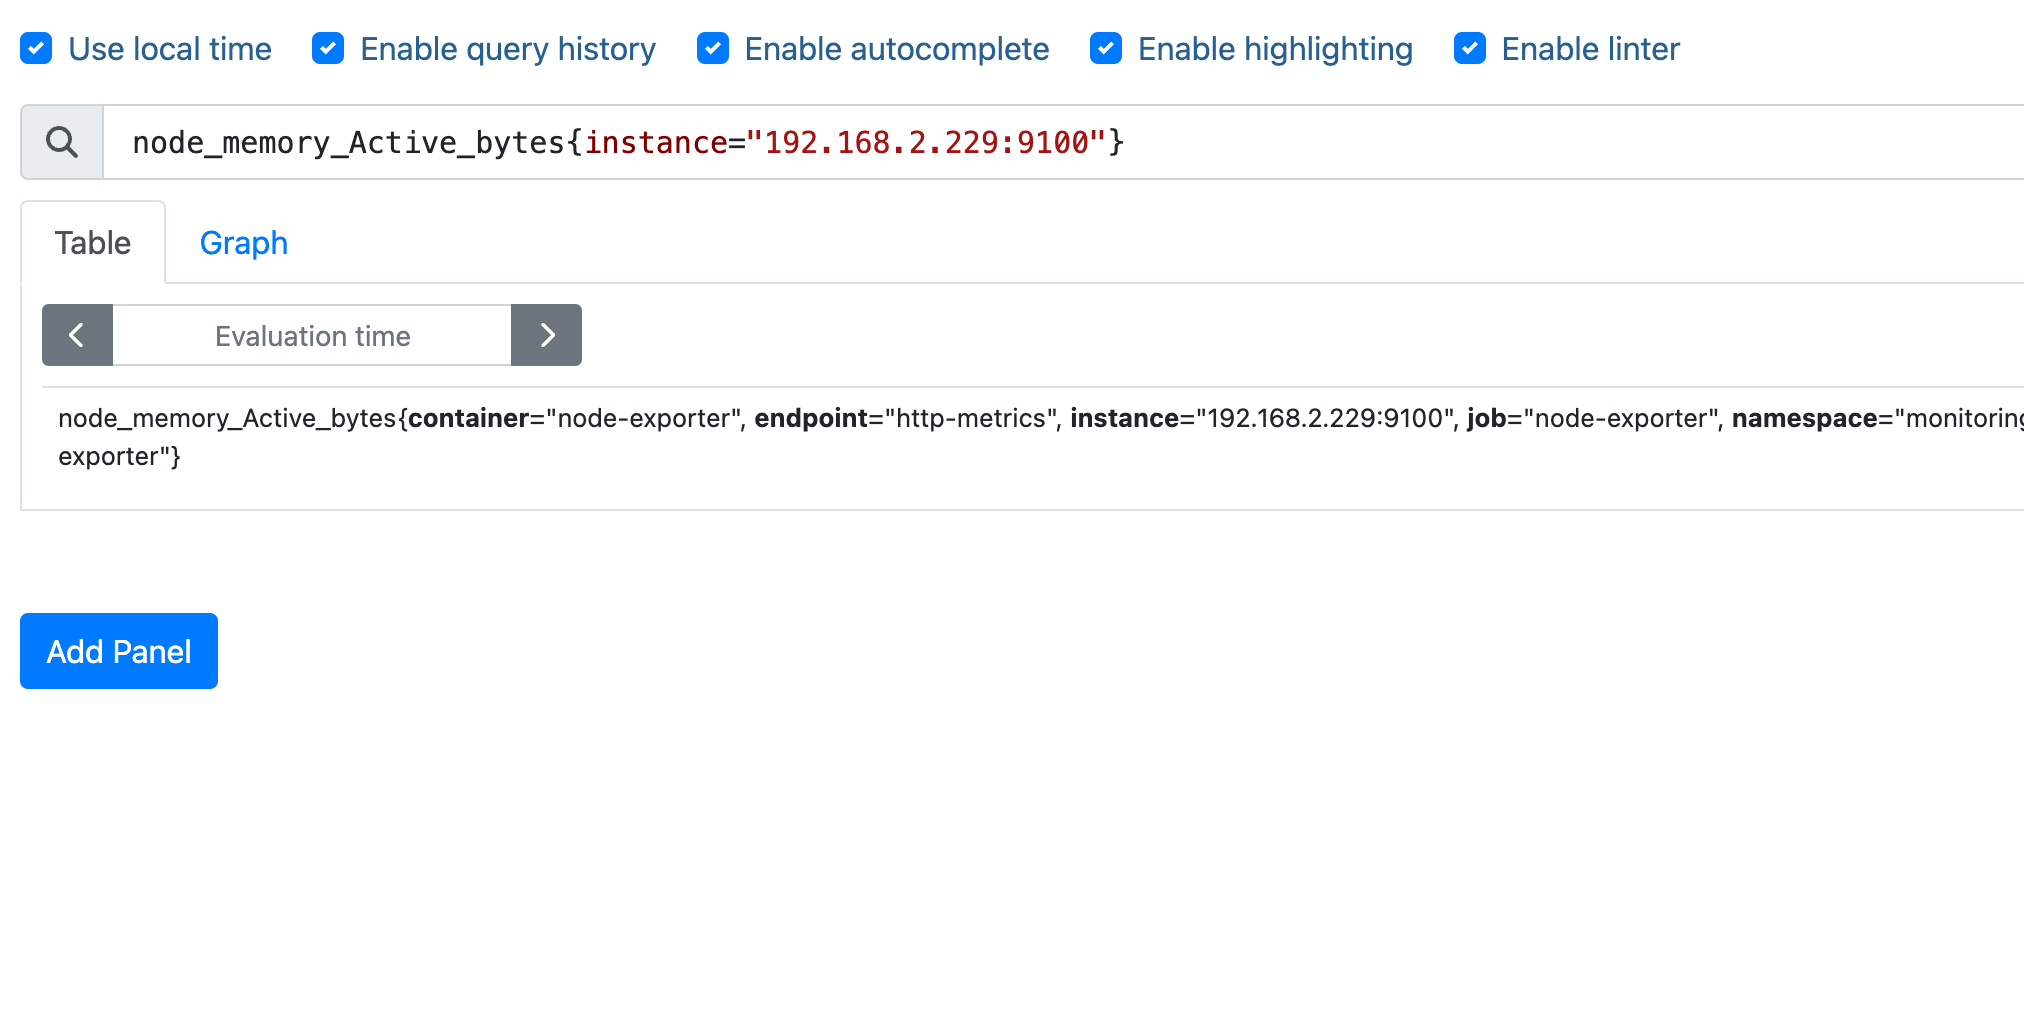 Use local time Enable query history Enable autocomplete Enable highlighting Enable linter
node_memory_Active_bytes{instance="192.168.2.229:9100"}
Table Graph
Evaluation time
node_memory_Active_bytes{container="node-exporter", endpoint="http-metrics", instance="192.168.2.229:9100", job="node-exporter", namespace="monitoring
exporter"}
Add Panel